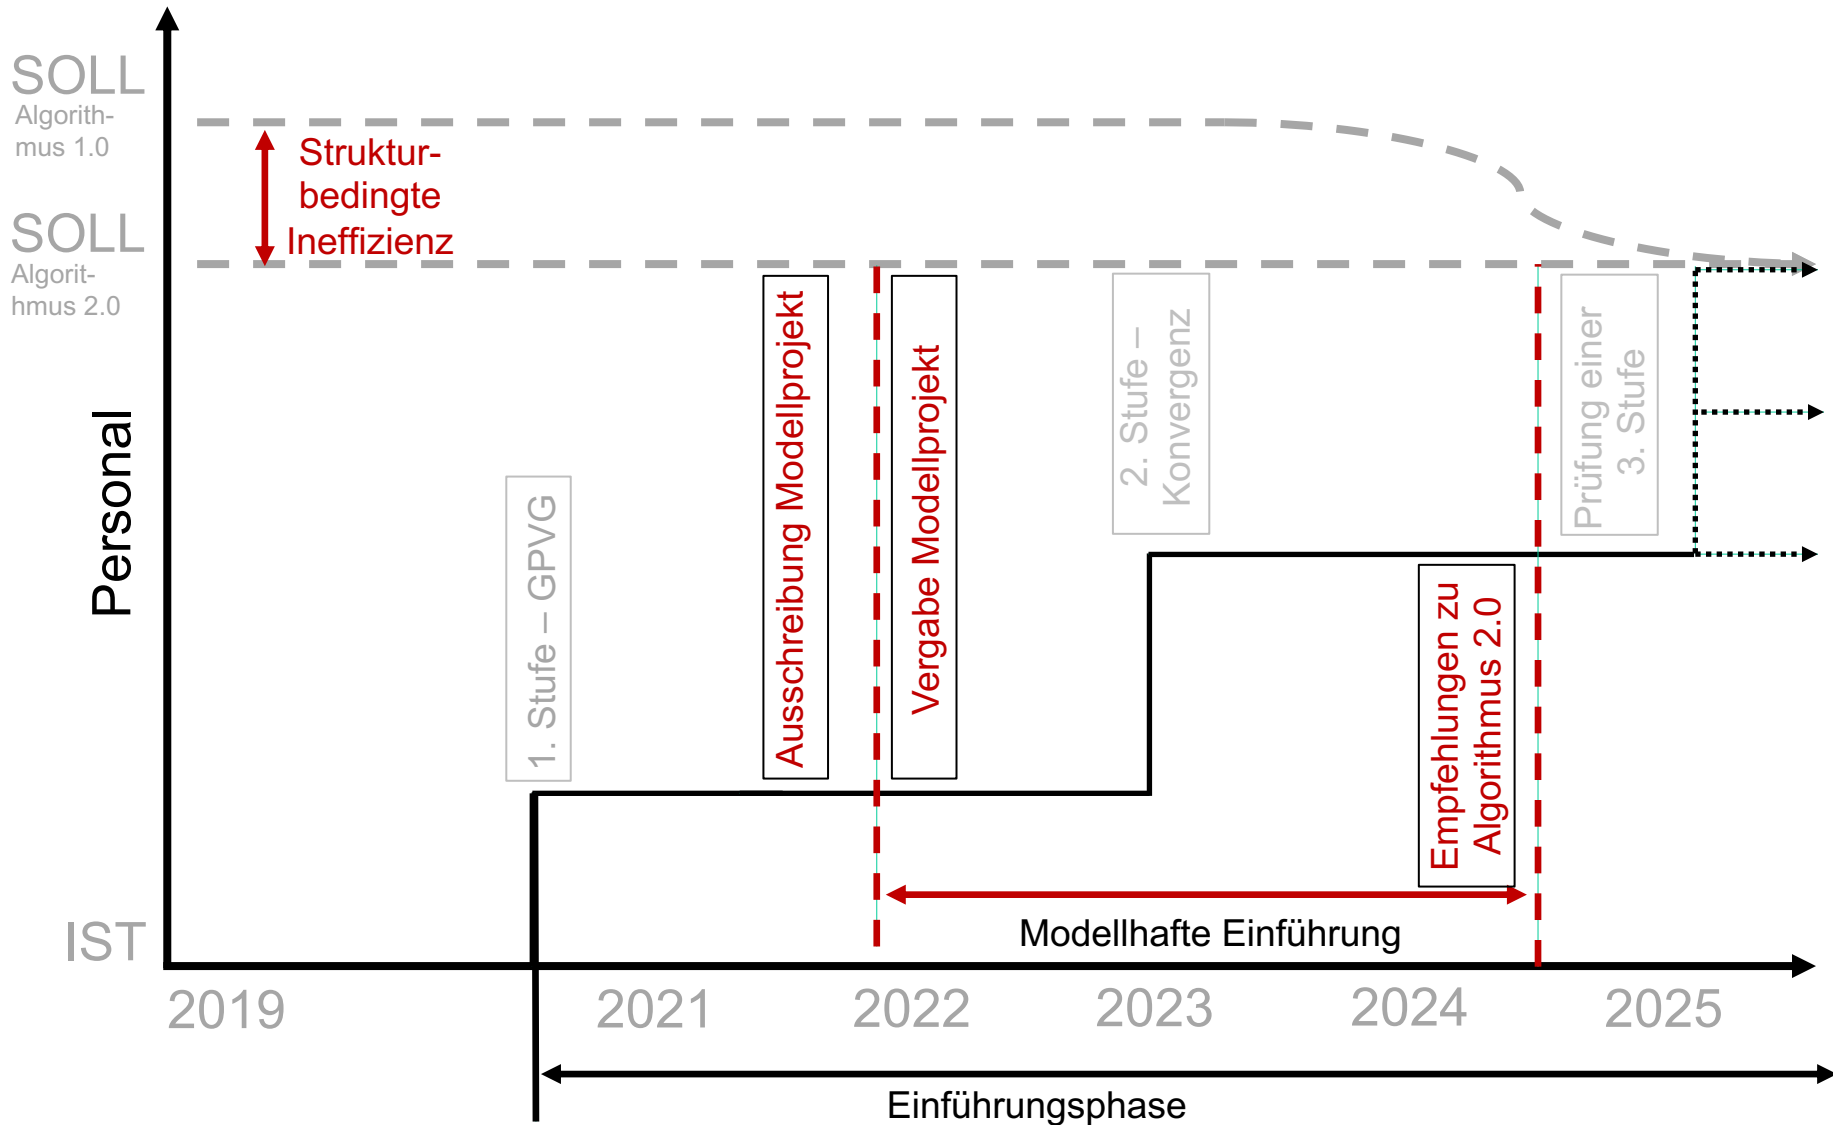 SOLL
Algorith-
mus 1.0
Struktur-
bedingte
Ineffizienz
SOLL
Algorit-
hmus 2.0
Personal
1. Stufe – GPVG
Ausschreibung Modellprojekt
Vergabe Modellprojekt
2. Stufe –
Konvergenz
Empfehlungen zu
Algorithmus 2.0
Prüfung einer
3. Stufe
Modellhafte Einführung
IST
2019
2021
2022
2023
2024
2025
Einführungsphase